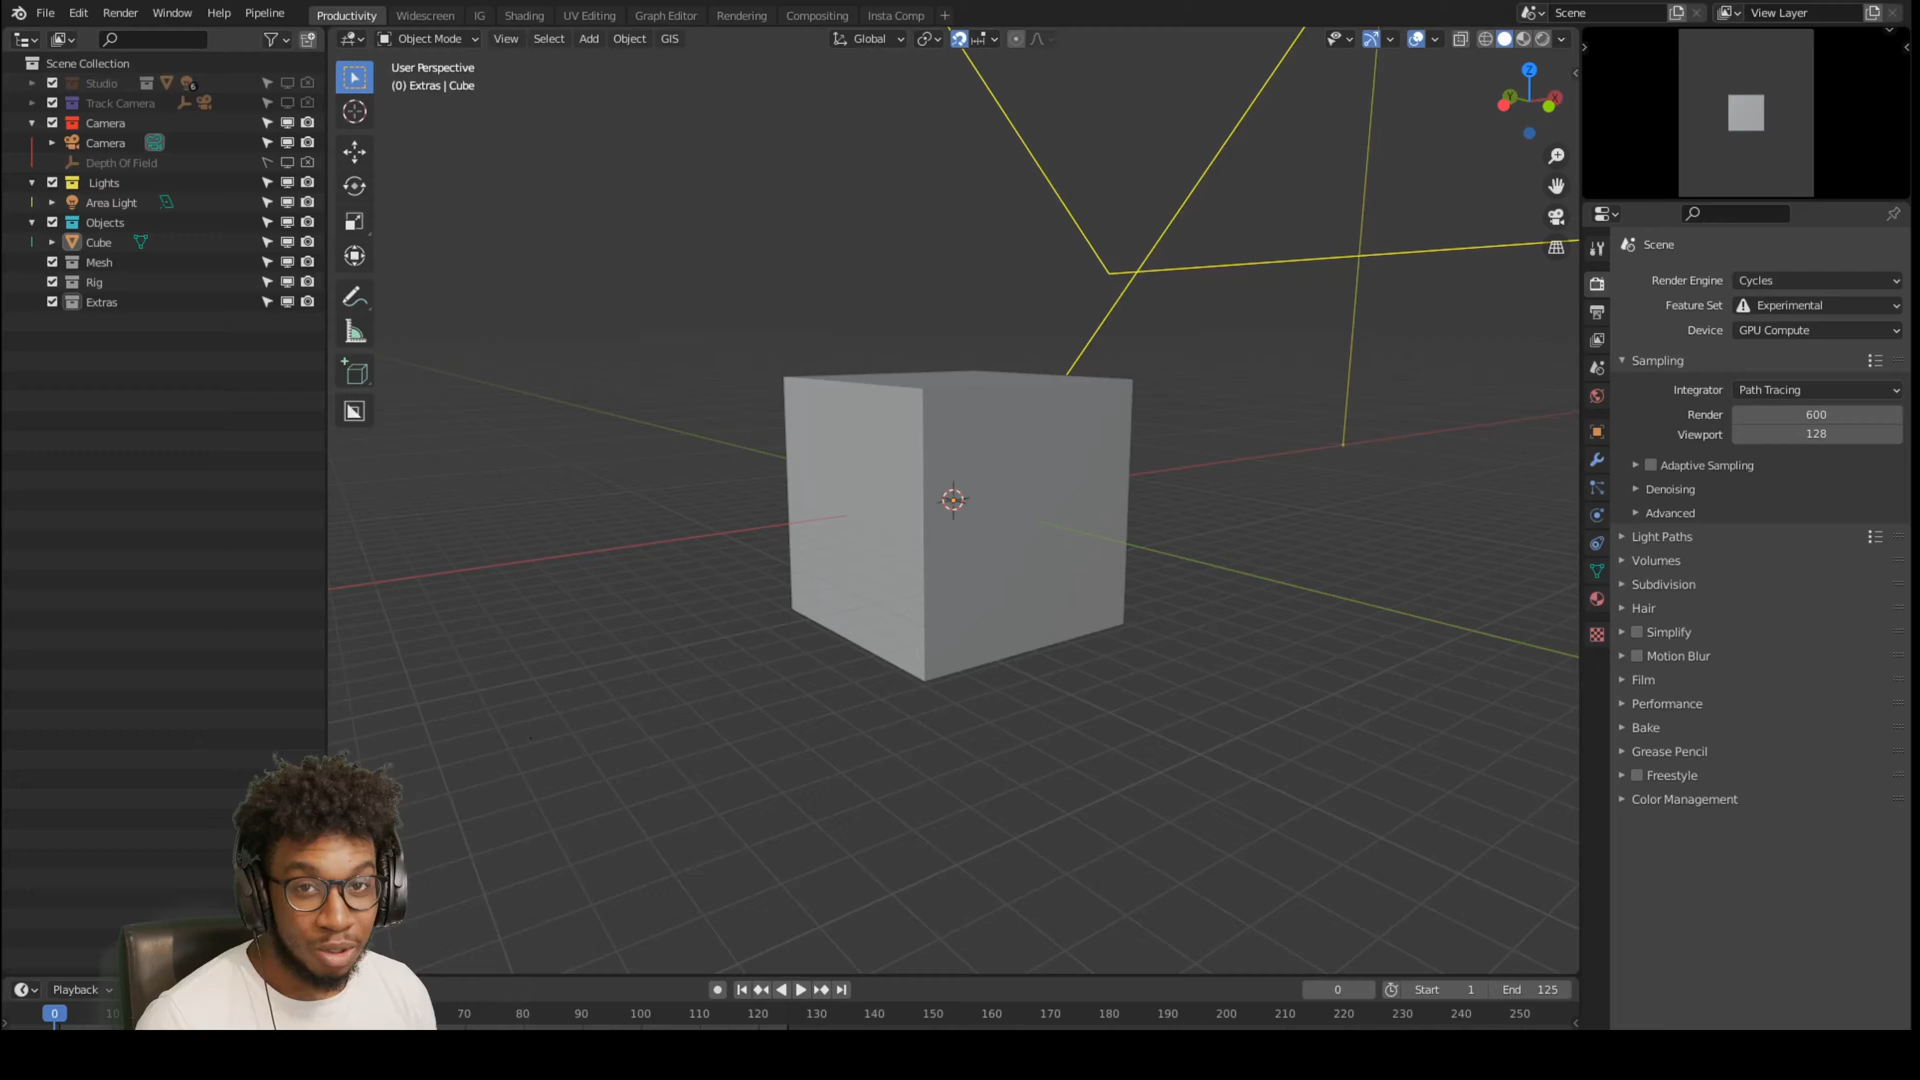 File Edit Render Window Help Pipeline Productivity Widescreen IG Shading UV Editing Graph Editor Rendering Compositing Insta Comp + Scene View Layer
Object Mode View Select Add Object GIS Global
Scene Collection
Studio 6
Track Camera
Camera
Camera
Depth Of Field
Lights
Area Light
Objects
Cube
Mesh
Rig
Extras
User Perspective
(0) Extras | Cube
Z
Y X
Scene
Render Engine Cycles
Feature Set Experimental
Device GPU Compute
Sampling
Integrator Path Tracing
Render 600
Viewport 128
Adaptive Sampling
Denoising
Advanced
Light Paths
Volumes
Subdivision
Hair
Simplify
Motion Blur
Film
Performance
Bake
Grease Pencil
Freestyle
Color Management
Playback 0 Start 1 End 125
0 10 70 80 90 100 110 120 130 140 150 160 170 180 190 200 210 220 230 240 250